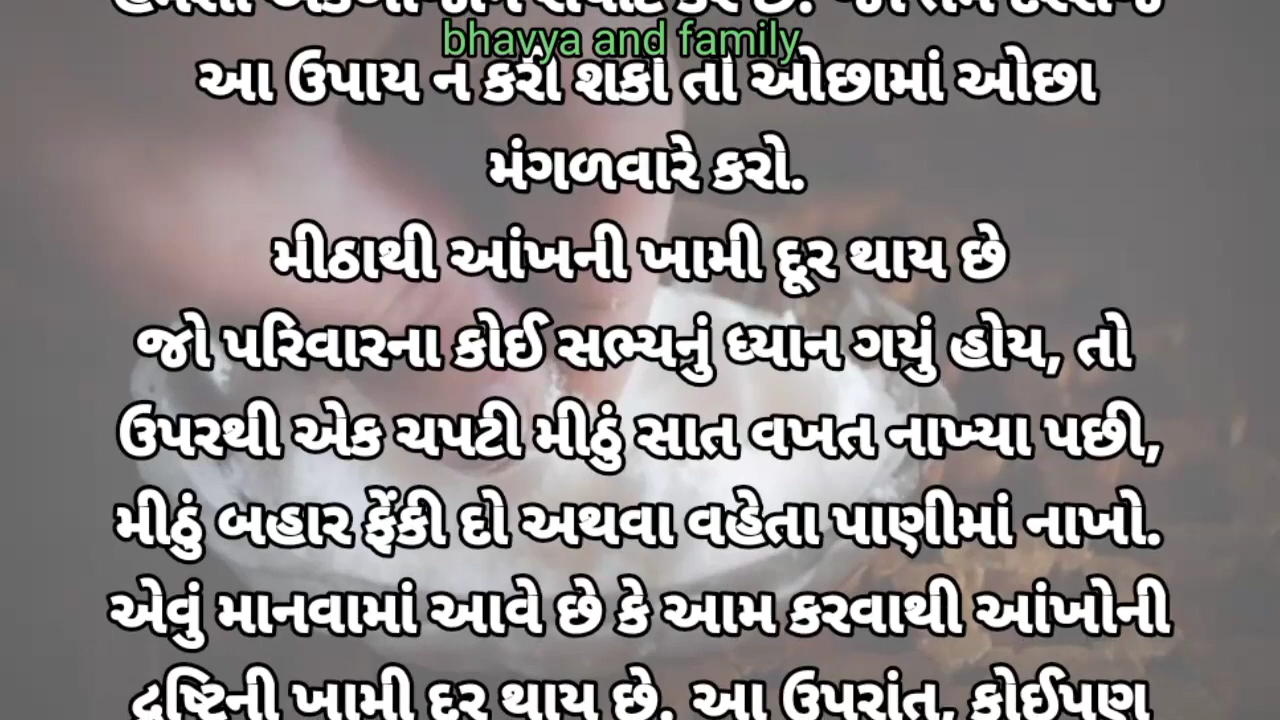 bhavya and family
આ ઉપાય ન કરી શકો તો ઓછામાં ઓછા
મંગળવારે કરો.
મીઠાથી આંખની ખામી દૂર થાય છે
જો પરિવારના કોઈ સભ્યનું ધ્યાન ગયું હોય, તો
ઉપરથી એક ચપટી મીઠું સાત વખત નાખ્યા પછી,
મીઠું બહાર ફેંકી દો અથવા વહેતા પાણીમાં નાખો.
એવું માનવામાં આવે છે કે આમ કરવાથી આંખોની
દ્રષ્ટિની ખામી દૂર થાય છે. આ ઉપરાંત, કોઈપણ